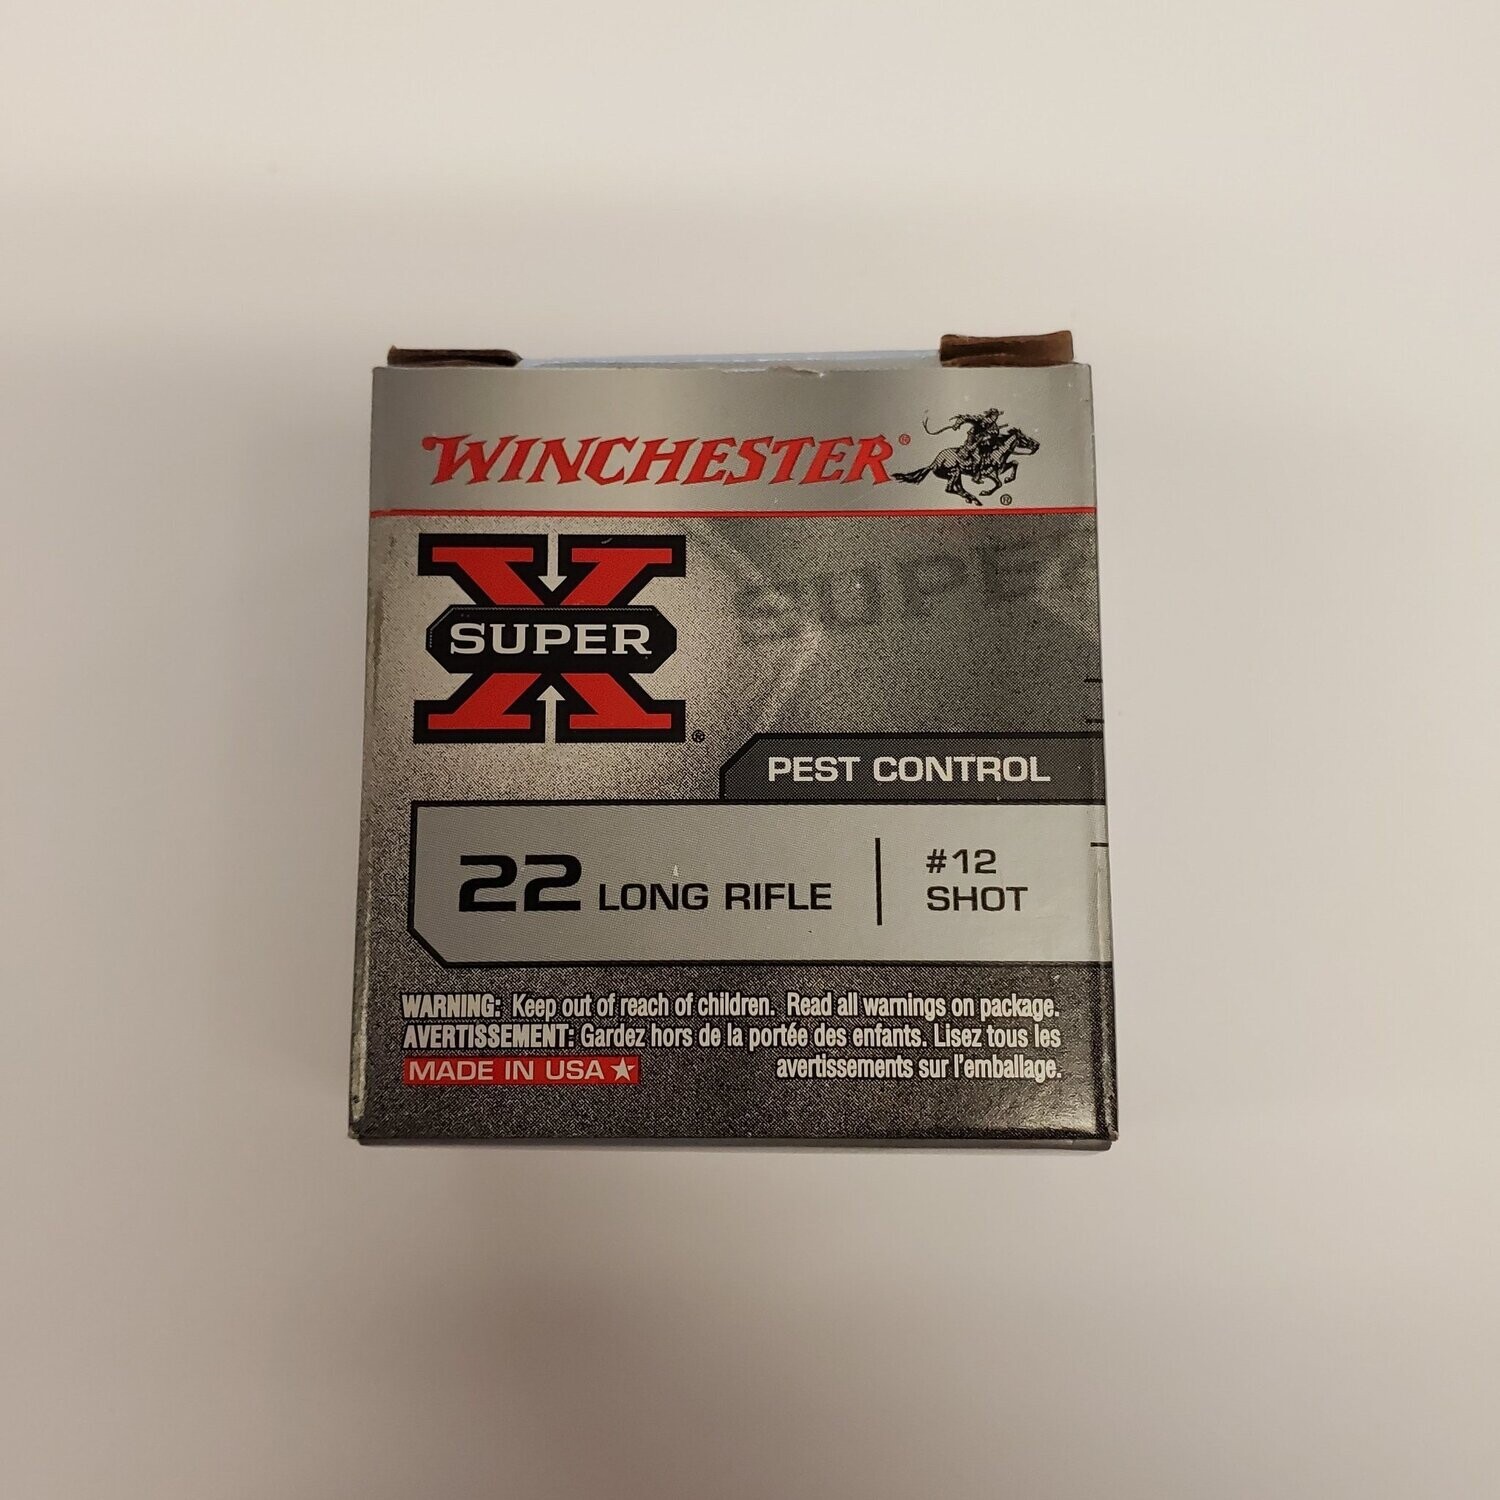 WINCHESTER®
®
SUPER
X
SUPER
®
PEST CONTROL
22 LONG RIFLE
#12
SHOT
WARNING: Keep out of reach of children. Read all warnings on package.
AVERTISSEMENT: Gardez hors de la portée des enfants. Lisez tous les
avertissements sur l'emballage.
MADE IN USA